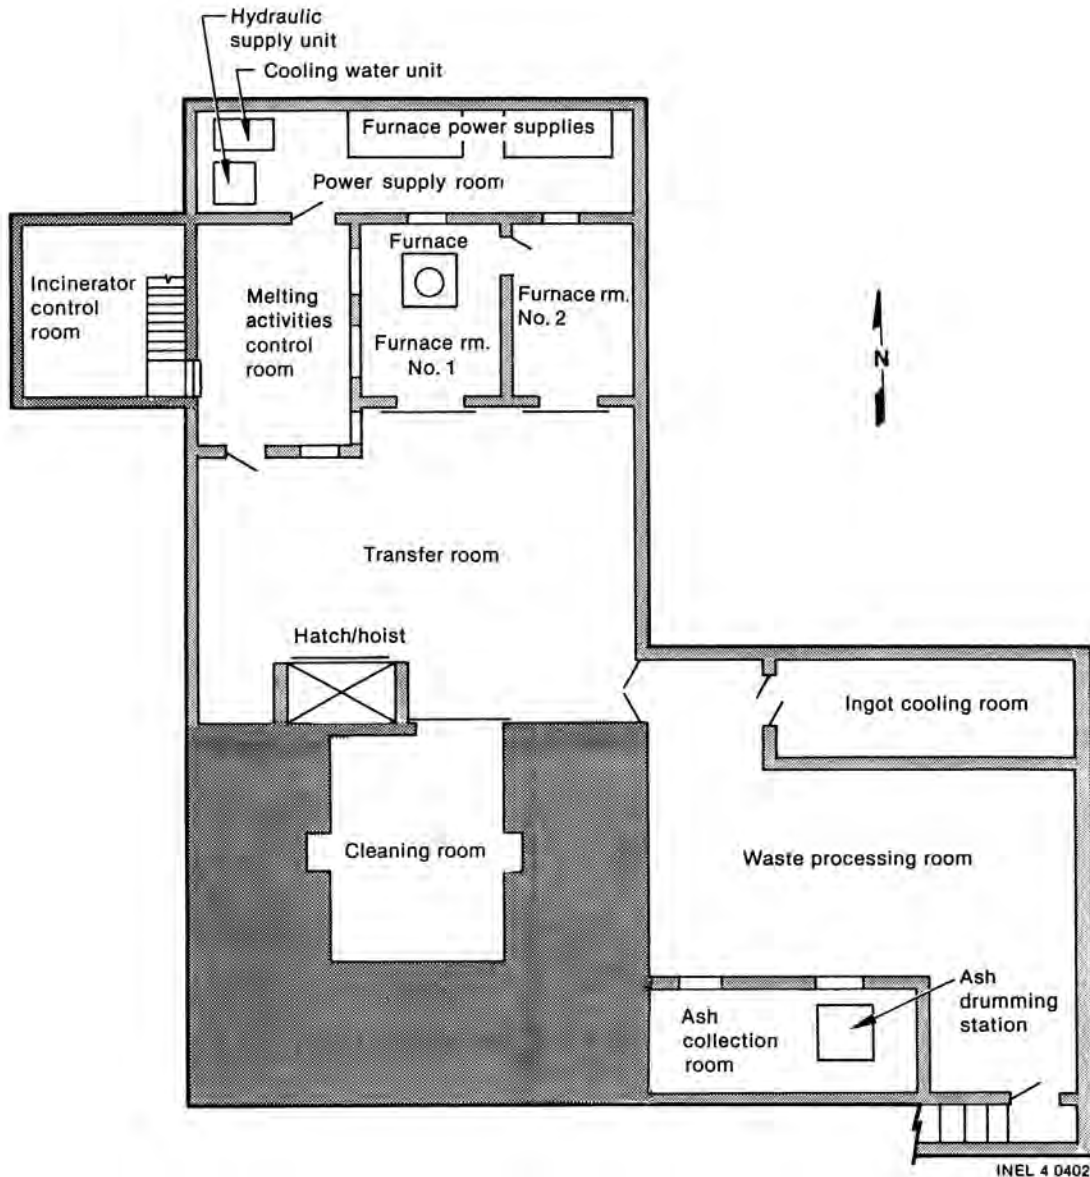 Hydraulic
supply unit
Cooling water unit
Furnace power supplies
Power supply room
Incinerator
control
room
Melting
activities
control
room
Furnace
Furnace rm.
No. 1
Furnace rm.
No. 2
N
Transfer room
Hatch/hoist
Ingot cooling room
Cleaning room
Waste processing room
Ash
collection
room
Ash
drumming
station
INEL 4 0402